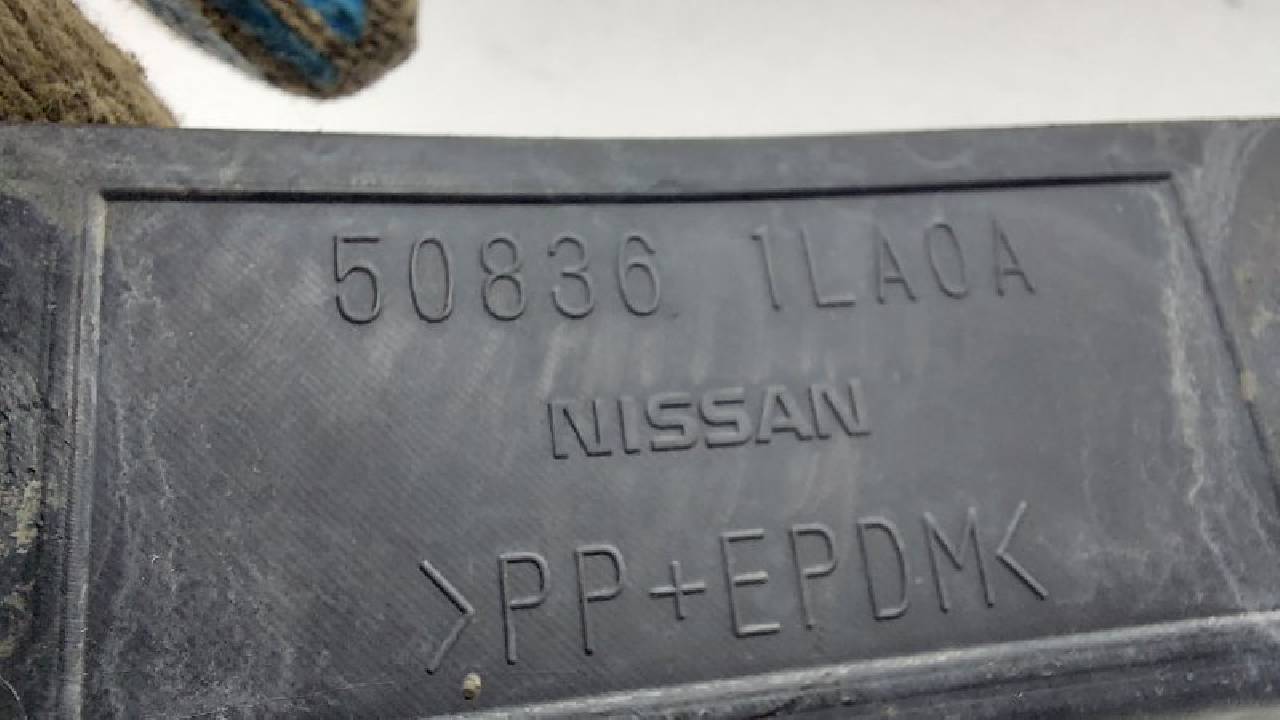 50836 1LA0A
NISSAN
>PP+EPDM<